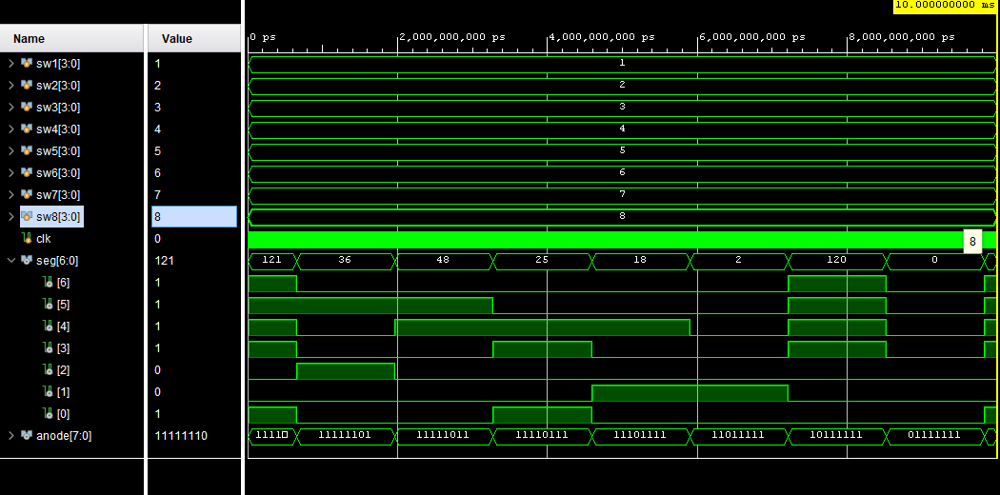 10.000000000 ms
Name Value
0 ps 2,000,000,000 ps 4,000,000,000 ps 6,000,000,000 ps 8,000,000,000 ps
sw1[3:0] 1 1
sw2[3:0] 2 2
sw3[3:0] 3 3
sw4[3:0] 4 4
sw5[3:0] 5 5
sw6[3:0] 6 6
sw7[3:0] 7 7
sw8[3:0] 8 8
clk 0 8
seg[6:0] 121 121 36 48 25 18 2 120 0
[6] 1
[5] 1
[4] 1
[3] 1
[2] 0
[1] 0
[0] 1
anode[7:0] 11111110 1111 11111101 11111011 11110111 11101111 11011111 10111111 01111111